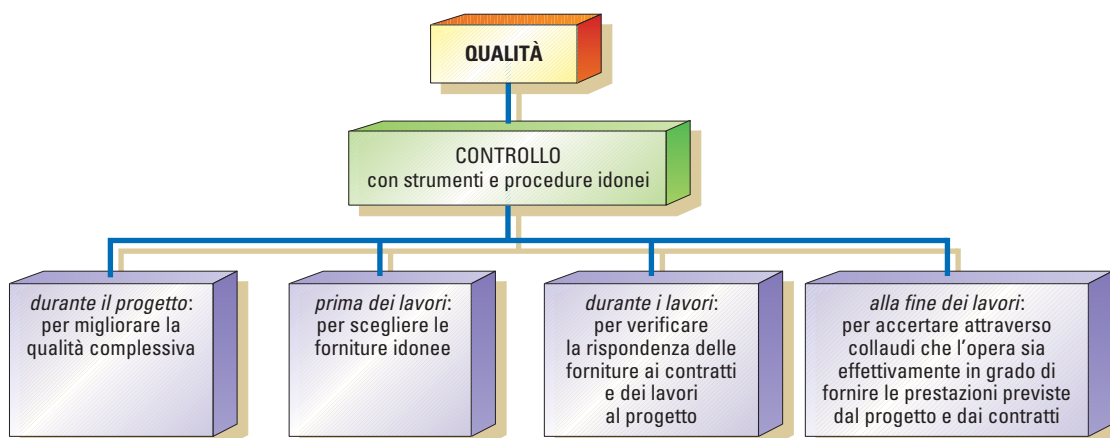 QUALITÀ
CONTROLLO
con strumenti e procedure idonei
durante il progetto:
per migliorare la
qualità complessiva
prima dei lavori:
per scegliere le
forniture idonee
durante i lavori:
per verificare
la rispondenza delle
forniture ai contratti
e dei lavori
al progetto
alla fine dei lavori:
per accertare attraverso
collaudi che l'opera sia
effettivamente in grado di
fornire le prestazioni previste
dal progetto e dai contratti